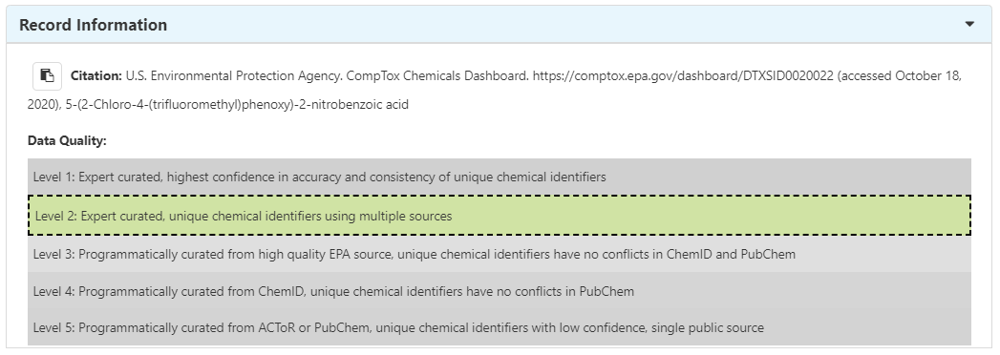 Record Information
Citation: U.S. Environmental Protection Agency. CompTox Chemicals Dashboard. https://comptox.epa.gov/dashboard/DTXSID0020022 (accessed October 18,
2020), 5-(2-Chloro-4-(trifluoromethyl)phenoxy)-2-nitrobenzoic acid
Data Quality:
Level 1: Expert curated, highest confidence in accuracy and consistency of unique chemical identifiers
Level 2: Expert curated, unique chemical identifiers using multiple sources
Level 3: Programmatically curated from high quality EPA source, unique chemical identifiers have no conflicts in ChemID and PubChem
Level 4: Programmatically curated from ChemID, unique chemical identifiers have no conflicts in PubChem
Level 5: Programmatically curated from ACToR or PubChem, unique chemical identifiers with low confidence, single public source